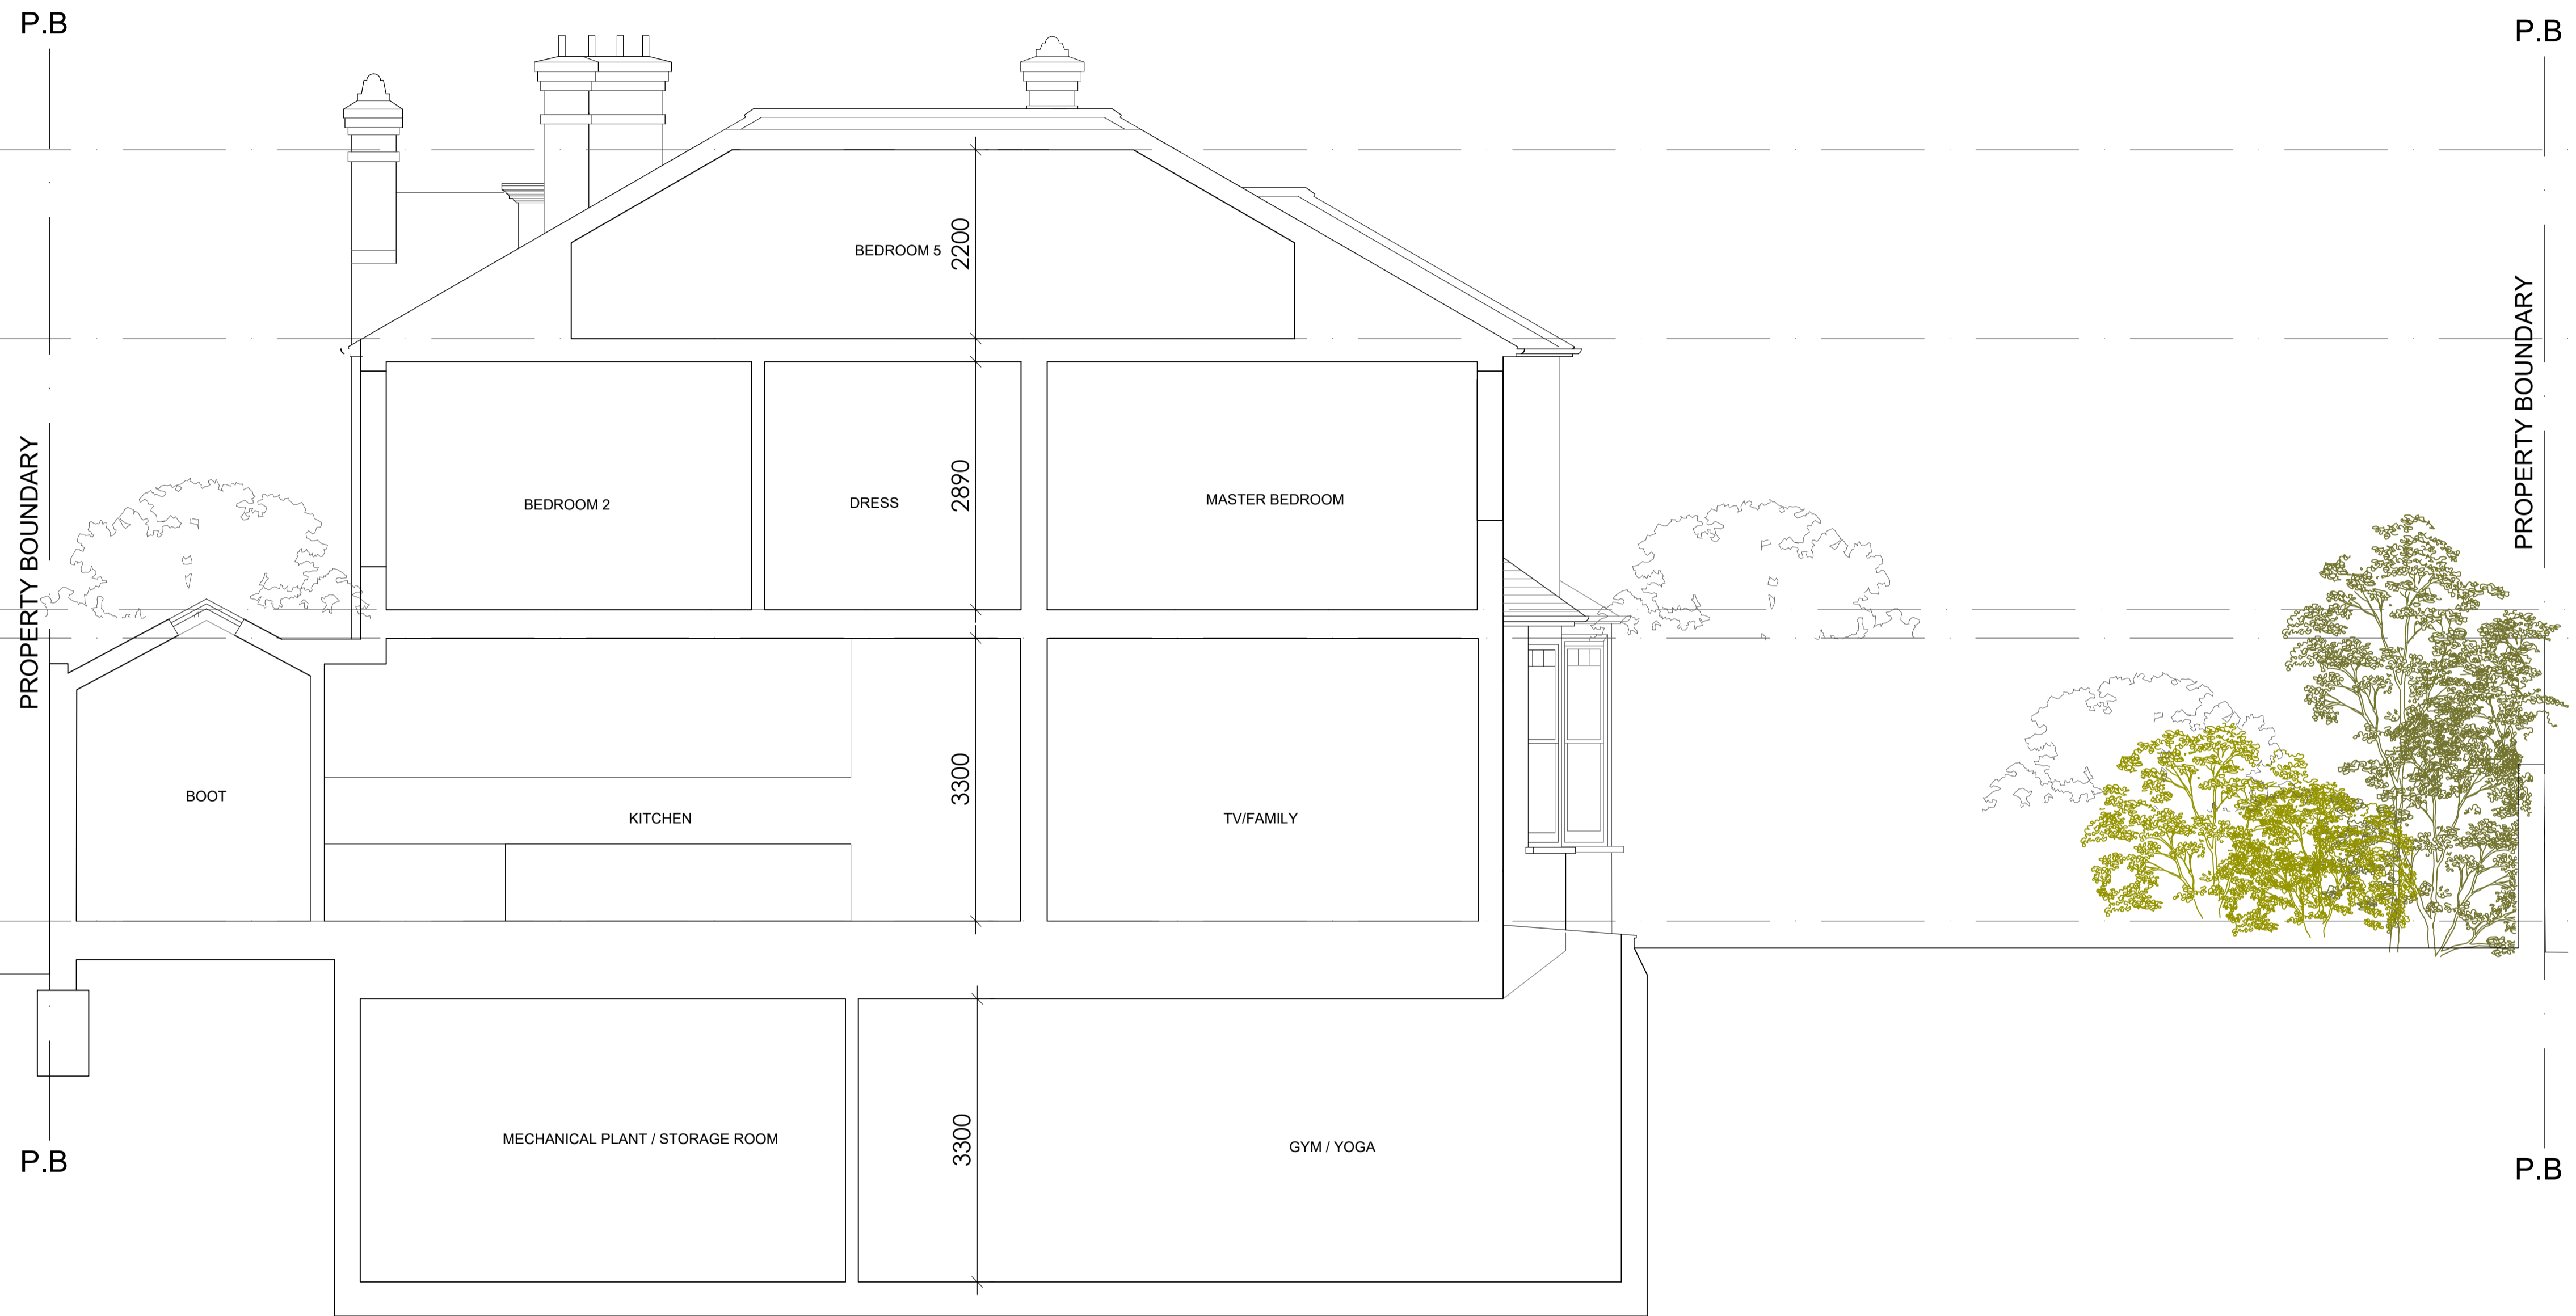 P.B
P.B
PROPERTY BOUNDARY
PROPERTY BOUNDARY
BEDROOM 5
2200
BEDROOM 2
DRESS
2890
MASTER BEDROOM
BOOT
KITCHEN
3300
TV/FAMILY
MECHANICAL PLANT / STORAGE ROOM
3300
GYM / YOGA
P.B
P.B